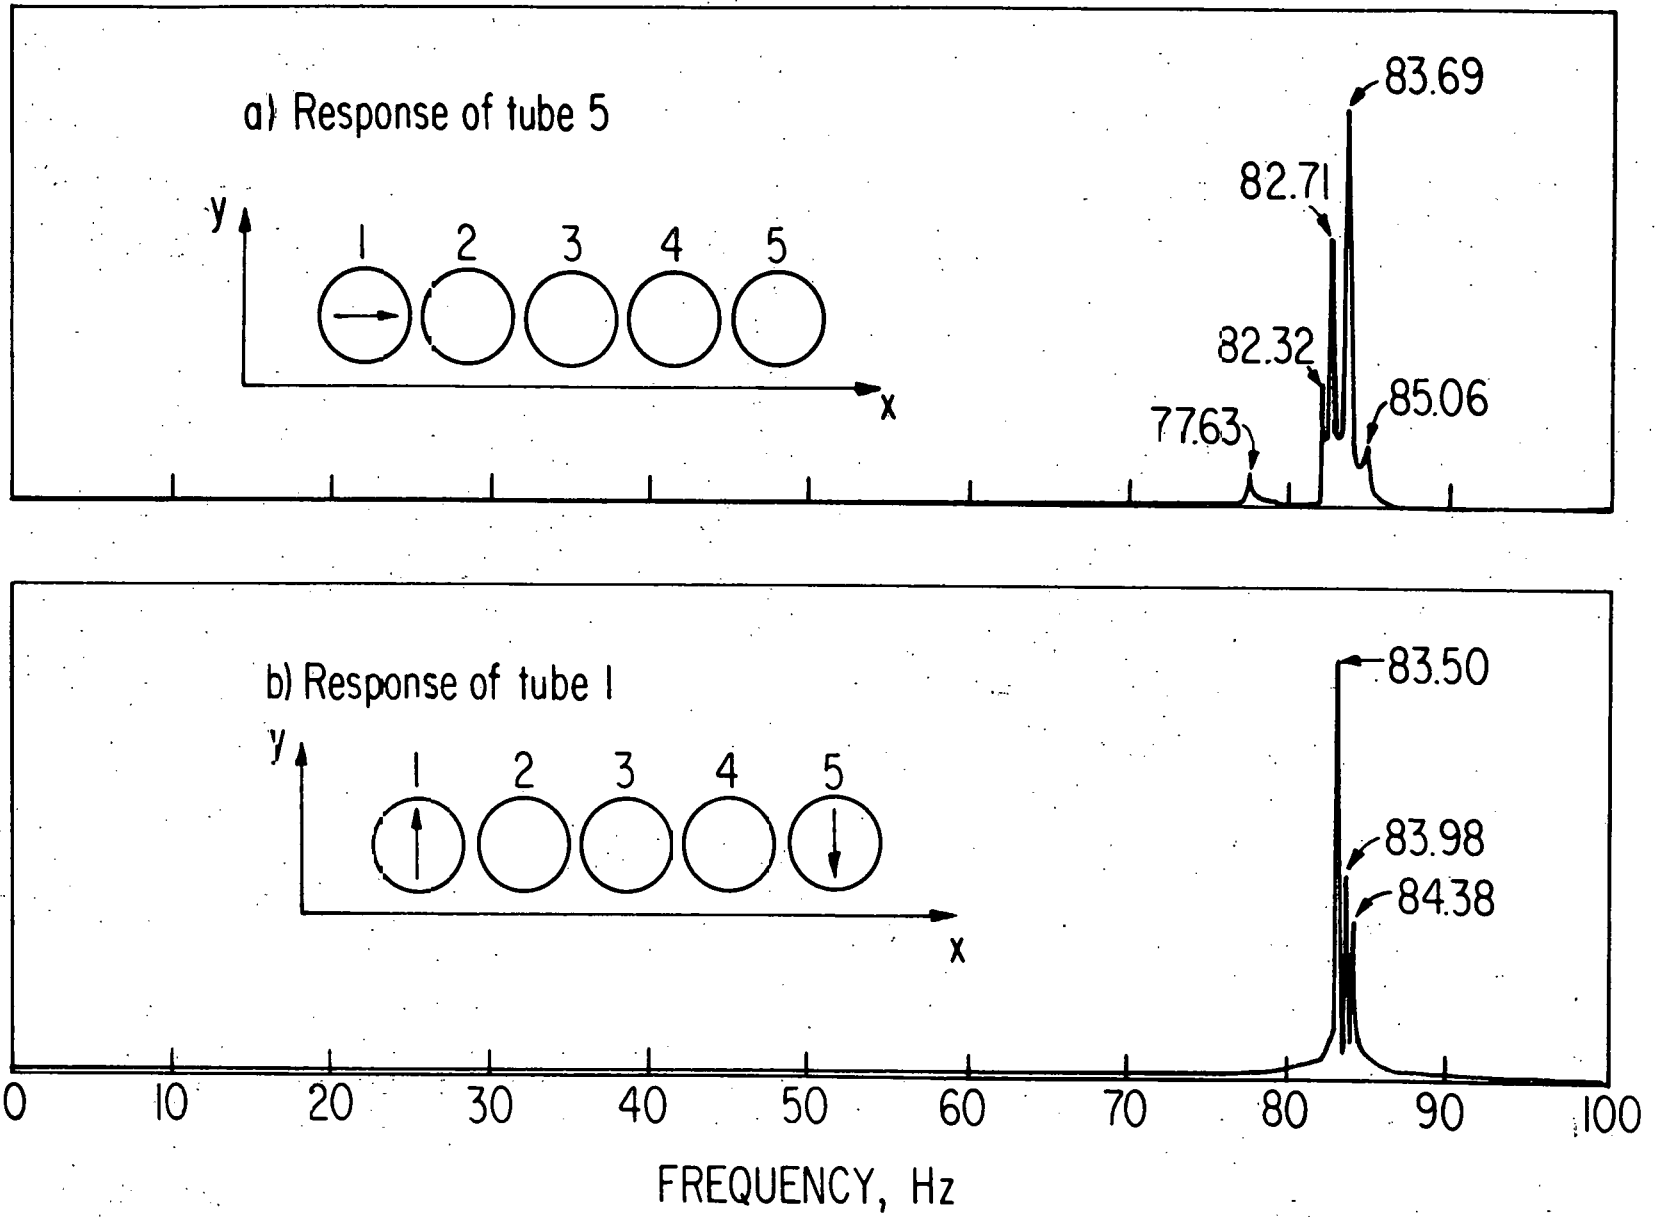 a) Response of tube 5
83.69
82.71
y
1 2 3 4 5
82.32
85.06
x
77.63
b) Response of tube 1
83.50
y
1 2 3 4 5
83.98
84.38
x
0 10 20 30 40 50 60 70 80 90 100
FREQUENCY, Hz